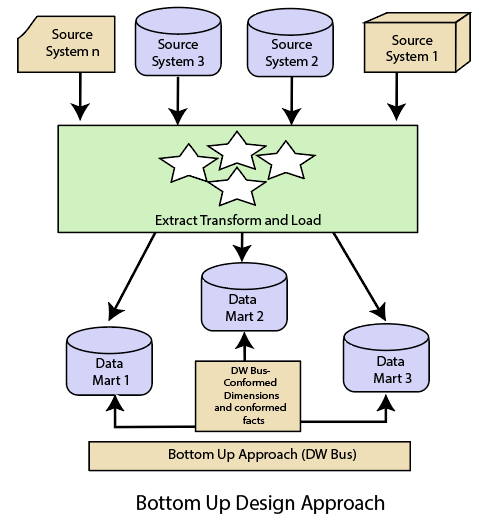 Source
System n
Source
System 3
Source
System 2
Source
System 1
Extract Transform and Load
Data
Mart 2
Data
Mart 1
Data
Mart 3
DW Bus-
Conformed
Dimensions
and conformed
facts
Bottom Up Approach (DW Bus)
Bottom Up Design Approach